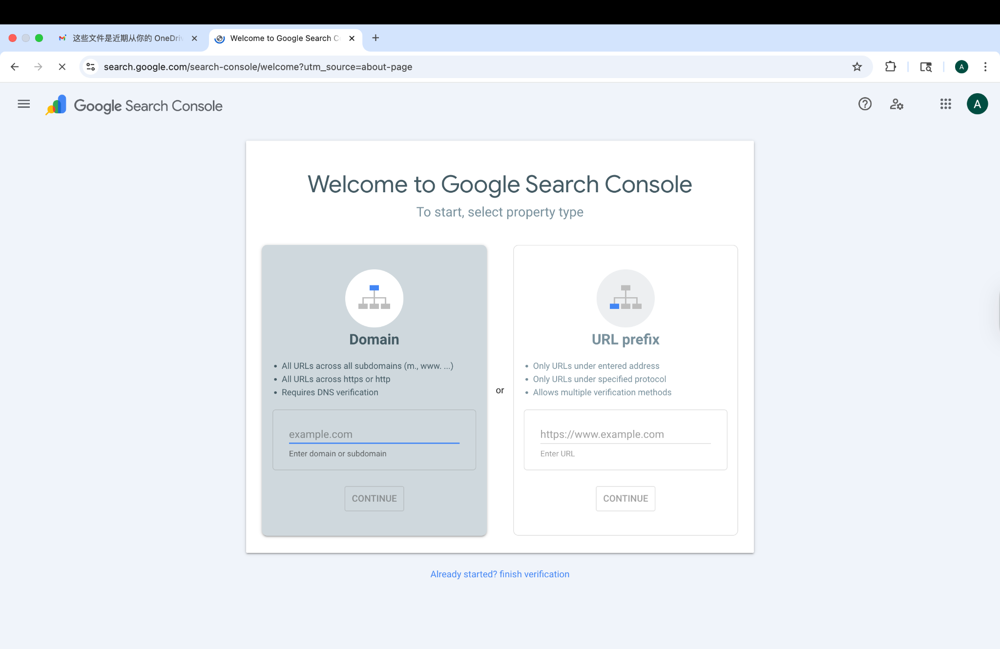 这些文件是近期从你的 OneDri
Welcome to Google Search C
search.google.com/search-console/welcome?utm_source=about-page
A
Google Search Console
A
Welcome to Google Search Console
To start, select property type
Domain
All URLs across all subdomains (m., www. ...)
All URLs across https or http
Requires DNS verification
example.com
Enter domain or subdomain
CONTINUE
or
URL prefix
Only URLs under entered address
Only URLs under specified protocol
Allows multiple verification methods
https://www.example.com
Enter URL
CONTINUE
Already started? finish verification